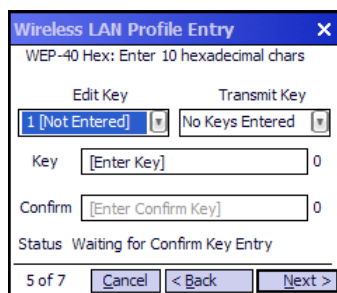 Wireless LAN Profile Entry X
WEP-40 Hex: Enter 10 hexadecimal chars
Edit Key Transmit Key
1 [Not Entered] No Keys Entered
Key [Enter Key] 0
Confirm [Enter Confirm Key] 0
Status Waiting for Confirm Key Entry
5 of 7 Cancel < Back Next >